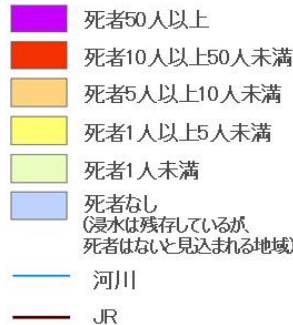 死者50人以上
死者10人以上50人未満
死者5人以上10人未満
死者1人以上5人未満
死者1人未満
死者なし
(浸水は残存しているが、
死者はないと見込まれる地域)
河川
JR